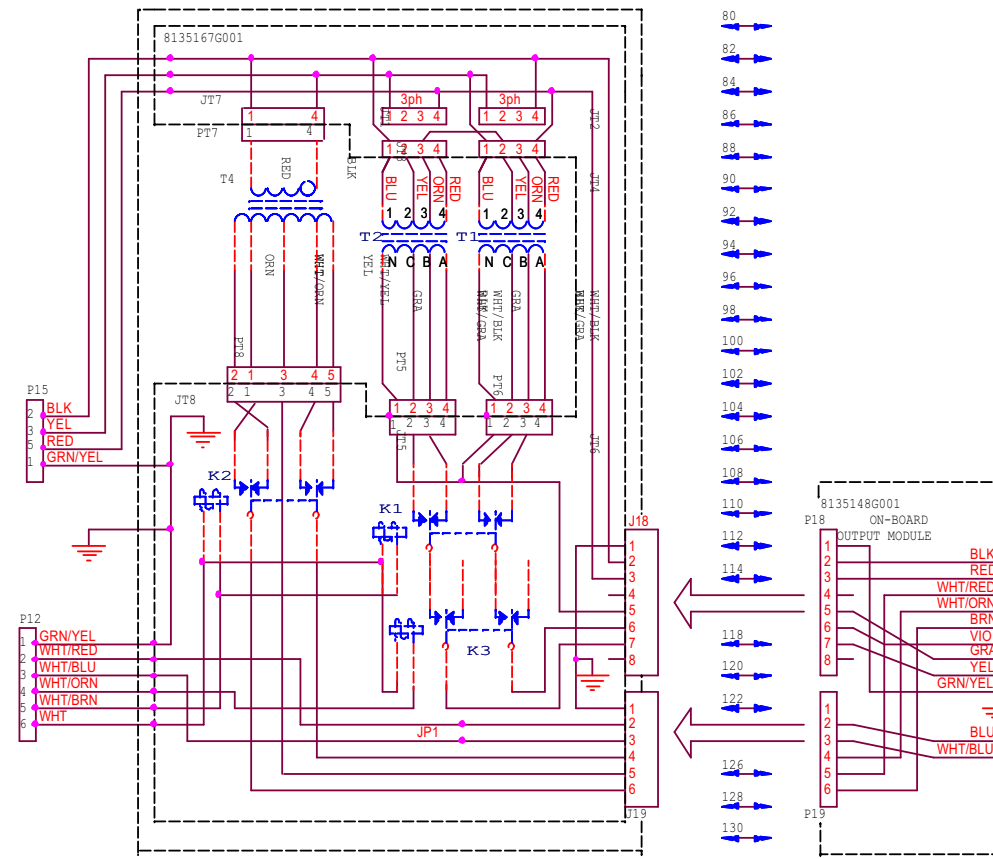 80
8135167G001
82
84
JT7
3ph
3ph
1 4
1 2 3 4
1 2 3 4
JT2
86
PT7
1 4
1 2 3 4
1 2 3 4
88
RED
BLK
T4
BLU
YEL
ORN
RED
BLU
YEL
ORN
RED
JT4
90
1 2 3 4
1 2 3 4
92
T2
T1
94
N C B A
N C B A
ORN
WHT/ORN
YEL
WHT/YEL
96
GRA
WHT/GRA
WHT/BLK
GRA
WHT/BLK
98
100
PT8
PT5
PT6
2 1 3 4 5
102
P15
2 1 3 4 5
JT8
1 2 3 4
1 2 3 4
104
2 BLK
3 YEL
1 2 3 4
1 2 3 4
JT5
JT6
5 RED
106
1 GRN/YEL
108
K2
K1
110
8135148G001
J18
P18
ON-BOARD
OUTPUT MODULE
112
1
1
2
2
BLK
114
3
3
RED
4
4
WHT/RED
5
5
WHT/ORN
P12
6
6
BRN
1 GRN/YEL
118
7
7
VIO
2 WHT/RED
K3
8
8
GRA
3 WHT/BLU
120
YEL
4 WHT/ORN
GRN/YEL
5 WHT/BRN
122
1
1
6 WHT
2
2
JP1
3
3
BLU
4
4
WHT/BLU
126
5
5
6
6
128
J19
P19
130